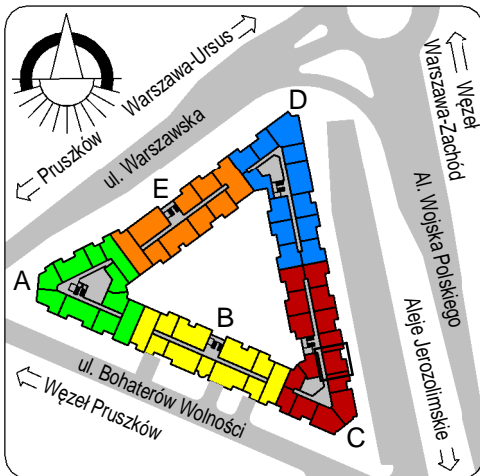 Warszawa-Ursus
Pruszków
ul. Warszawska
Węzeł
Warszawa-Zachód
Al. Wojska Polskiego
Aleje Jerozolimskie
D
E
A
B
C
ul. Bohaterów Wolności
Węzeł Pruszków